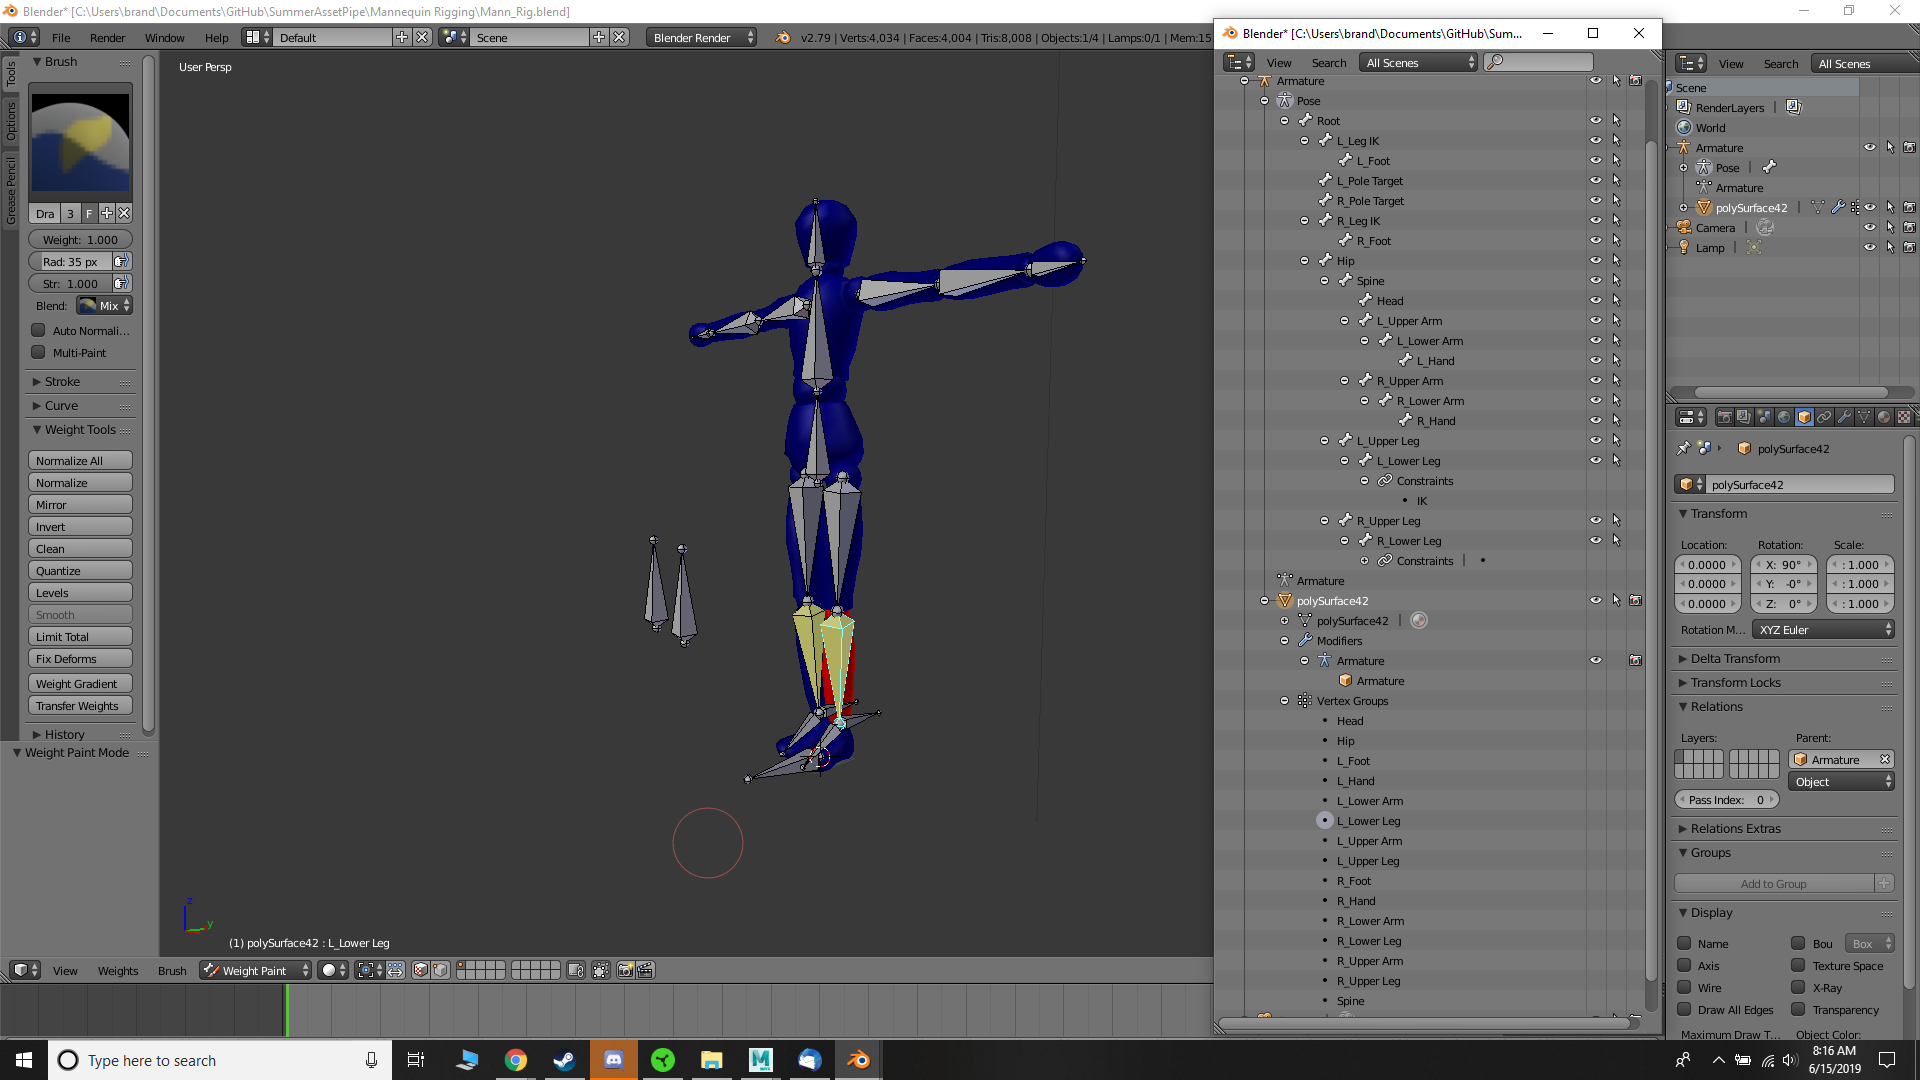 Blender* [C:\Users\brand\Documents\GitHub\SummerAssetPipe\Mannequin Rigging\Mann_Rig.blend]
File Render Window Help Default Scene Blender Render v2.79 | Verts:4,034 | Faces:4,004 | Tris:8,008 | Objects:1/4 | Lamps:0/1 | Mem:15
Tools
Options
Grease Pencil
Brush
Dra 3 F
Weight: 1.000
Rad: 35 px
Str: 1.000
Blend: Mix
Auto Normali...
Multi-Paint
Stroke
Curve
Weight Tools
Normalize All
Normalize
Mirror
Invert
Clean
Quantize
Levels
Smooth
Limit Total
Fix Deforms
Weight Gradient
Transfer Weights
History
Weight Paint Mode
User Persp
z
y
(1) polySurface42 : L_Lower Leg
View Weights Brush Weight Paint
Blender* [C:\Users\brand\Documents\GitHub\Sum...
View Search All Scenes
Armature
Pose
Root
L_Leg IK
L_Foot
L_Pole Target
R_Pole Target
R_Leg IK
R_Foot
Hip
Spine
Head
L_Upper Arm
L_Lower Arm
L_Hand
R_Upper Arm
R_Lower Arm
R_Hand
L_Upper Leg
L_Lower Leg
Constraints
IK
R_Upper Leg
R_Lower Leg
Constraints
Armature
polySurface42
polySurface42
Modifiers
Armature
Armature
Vertex Groups
Head
Hip
L_Foot
L_Hand
L_Lower Arm
L_Lower Leg
L_Upper Arm
L_Upper Leg
R_Foot
R_Hand
R_Lower Arm
R_Lower Leg
R_Upper Arm
R_Upper Leg
Spine
View Search All Scenes
Scene
RenderLayers
World
Armature
Pose
Armature
polySurface42
Camera
Lamp
polySurface42
polySurface42
Transform
Location: Rotation: Scale:
0.0000 X: 90° : 1.000
0.0000 Y: -0° : 1.000
0.0000 Z: 0° : 1.000
Rotation M... XYZ Euler
Delta Transform
Transform Locks
Relations
Layers: Parent:
Armature
Object
Pass Index: 0
Relations Extras
Groups
Add to Group
Display
Name Bou Box
Axis Texture Space
Wire X-Ray
Draw All Edges Transparency
Maximum Draw T... Object Color:
Type here to search
8:16 AM
6/15/2019